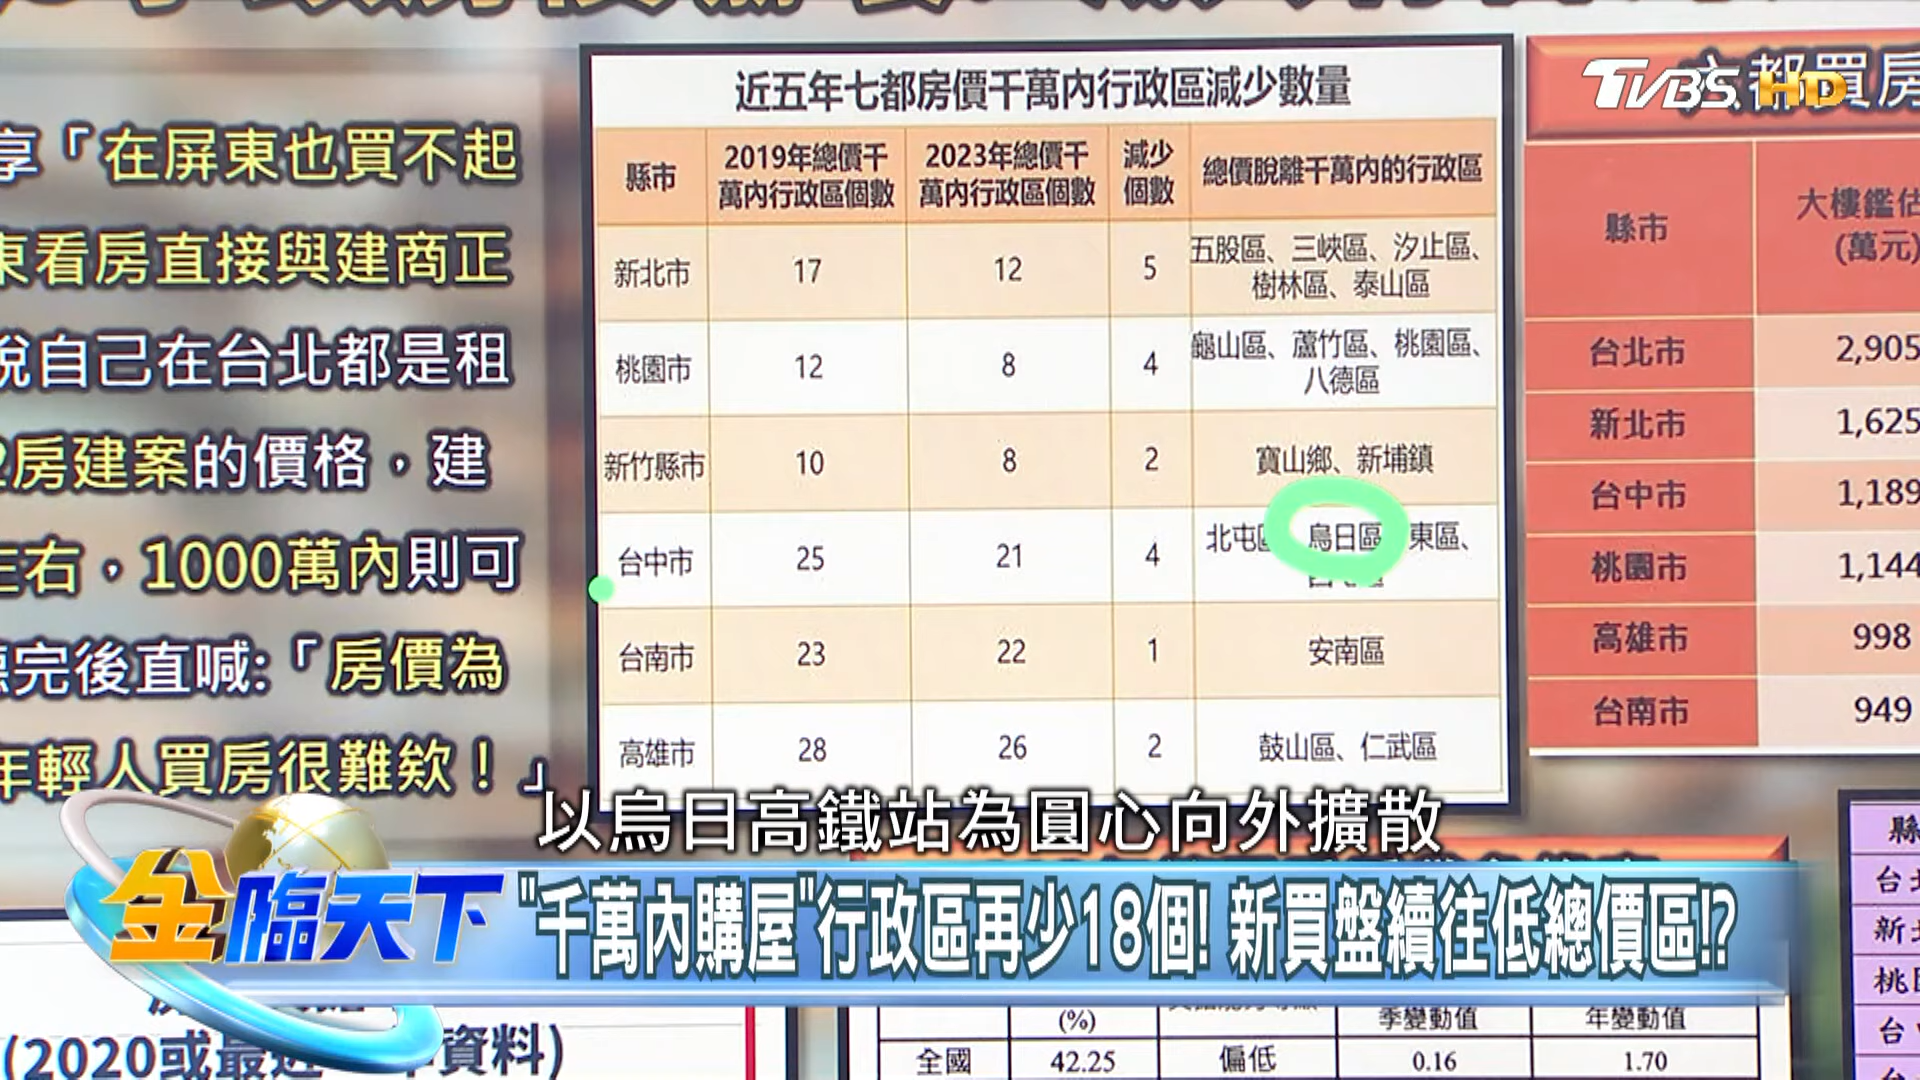 近五年七都房價千萬內行政區減少數量
縣市
2019年總價千
萬內行政區個數
2023年總價千
萬內行政區個數
減少
個數
總價脫離千萬內的行政區
新北市 17 12 5 五股區、三峽區、汐止區、
樹林區、泰山區
桃園市 12 8 4 龜山區、蘆竹區、桃園區、
八德區
新竹縣市 10 8 2 寶山鄉、新埔鎮
台中市 25 21 4 北屯 烏日區 東區、
台南市 23 22 1 安南區
高雄市 28 26 2 鼓山區、仁武區
享「在屏東也買不起
東看房直接與建商正
說自己在台北都是租
2房建案的價格，建
左右，1000萬內則可
完後直喊:「房價為
年輕人買房很難欸！」
TVBS HD
都買房
縣市
大樓鑑估
(萬元)
台北市 2,905
新北市 1,625
台中市 1,189
桃園市 1,144
高雄市 998
台南市 949
以烏日高鐵站為圓心向外擴散
金臨天下
"千萬內購屋"行政區再少18個! 新買盤續往低總價區!?
(2020或最近 年資料)
(%)
季變動值
年變動值
全國 42.25 偏低 0.16 1.70
縣
台北
新北
桃園
台中